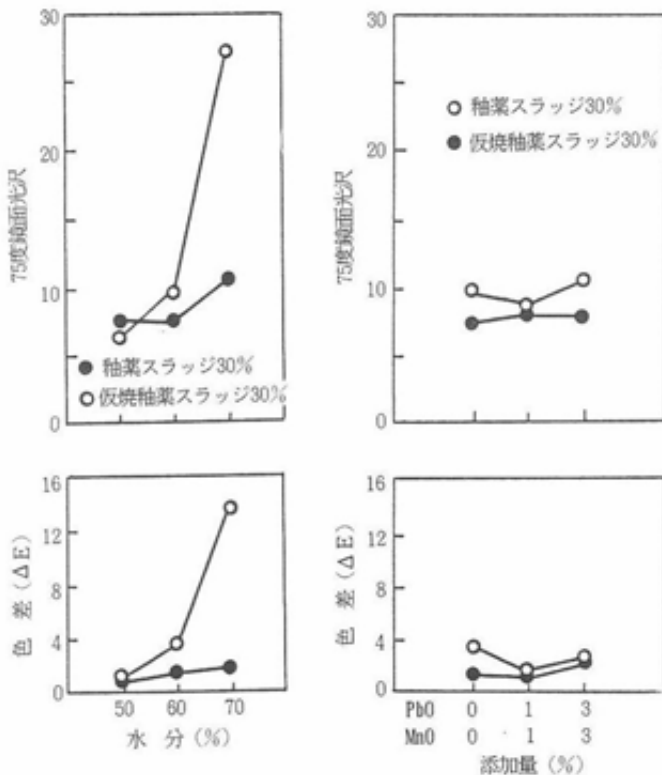 30
20
10
0
75度鏡面光沢
● 釉薬スラッジ30%
○ 仮焼釉薬スラッジ30%
30
20
10
0
75度鏡面光沢
○ 釉薬スラッジ30%
● 仮焼釉薬スラッジ30%
16
12
8
4
0
色 差 (ΔE)
50 60 70
水 分 (%)
16
12
8
4
0
色 差 (ΔE)
PbO 0 1 3
MnO 0 1 3
添加量 (%)